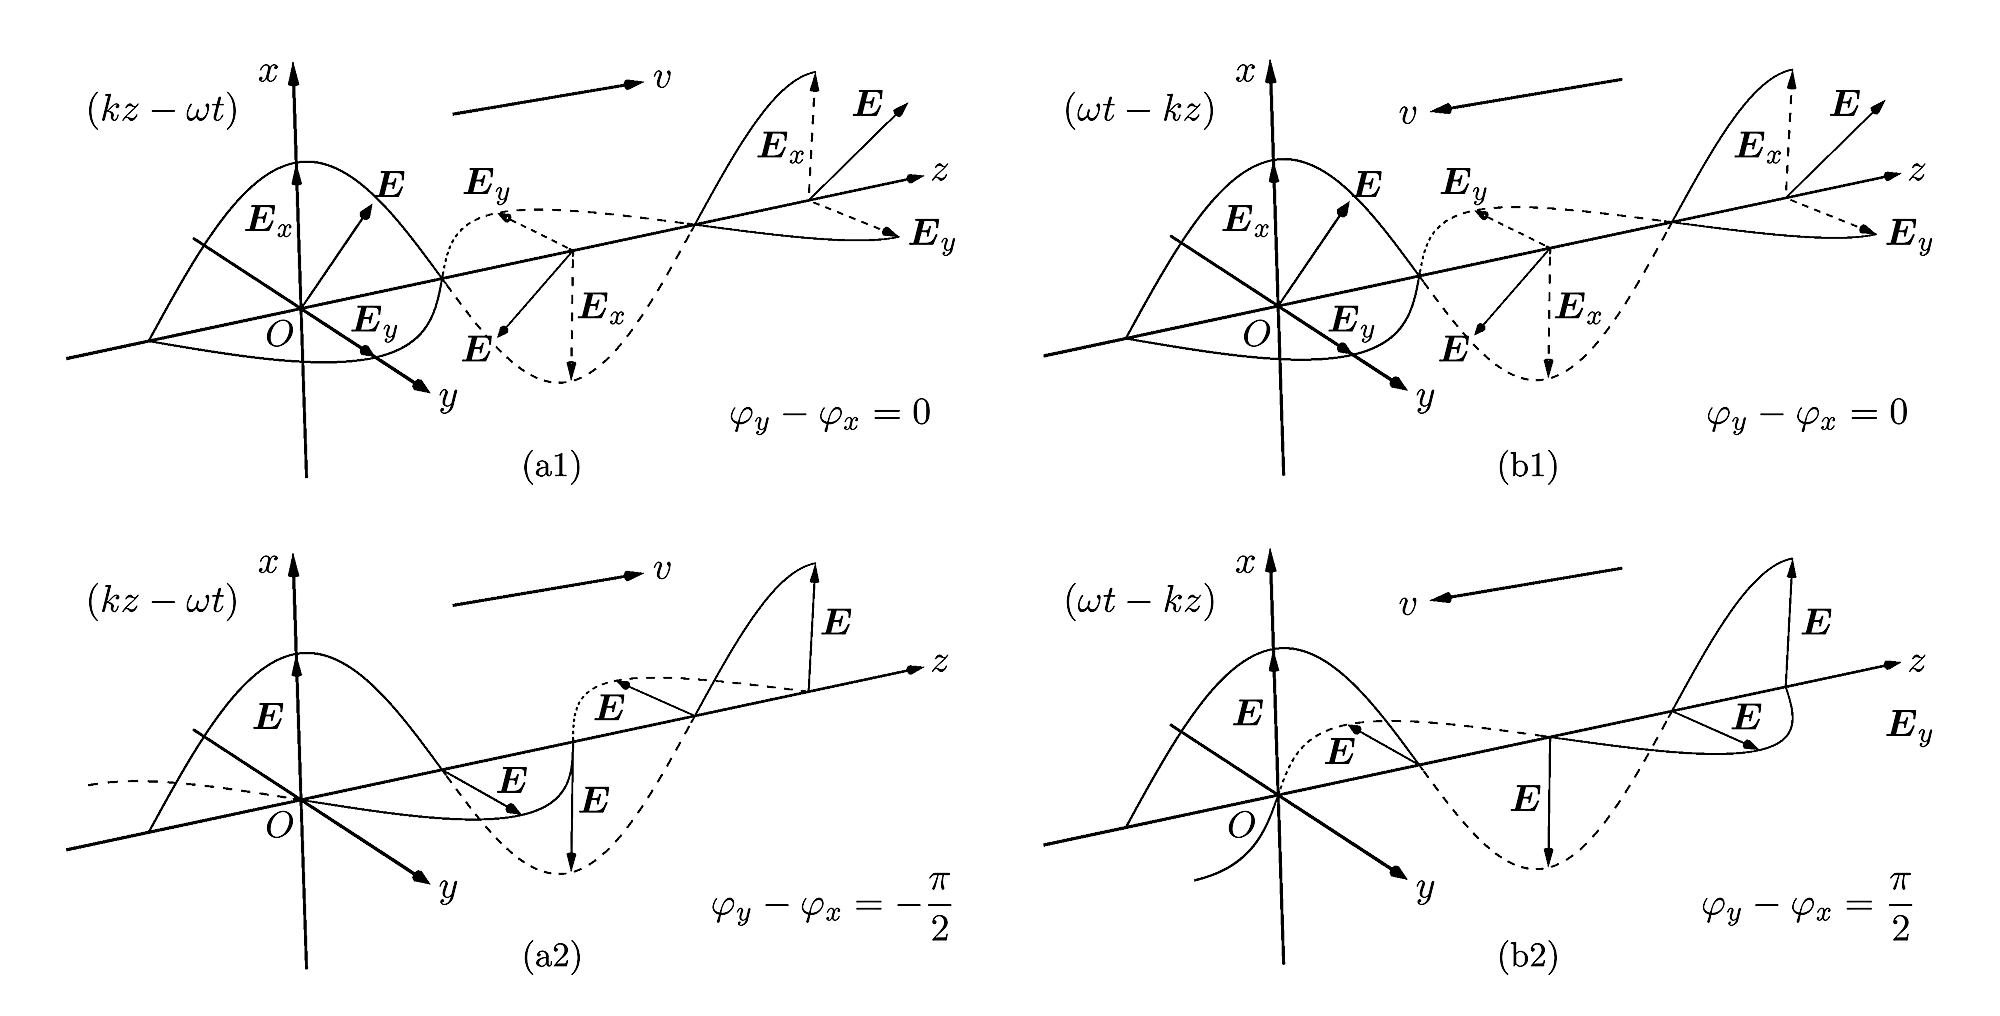 x
(kz − ωt)
v
E
E_x
E_y
E_x
E
z
E_y
O
E_y
E_x
E
y
φ_y − φ_x = 0
(a1)
x
(ωt − kz)
v
E
E_x
E_y
E_x
E
z
E_y
O
E_y
E_x
E
y
φ_y − φ_x = 0
(b1)
x
(kz − ωt)
v
E
z
E
E
E
E
O
y
φ_y − φ_x = −π/2
(a2)
x
(ωt − kz)
v
E
z
E
E
E
E_y
E
O
y
φ_y − φ_x = π/2
(b2)